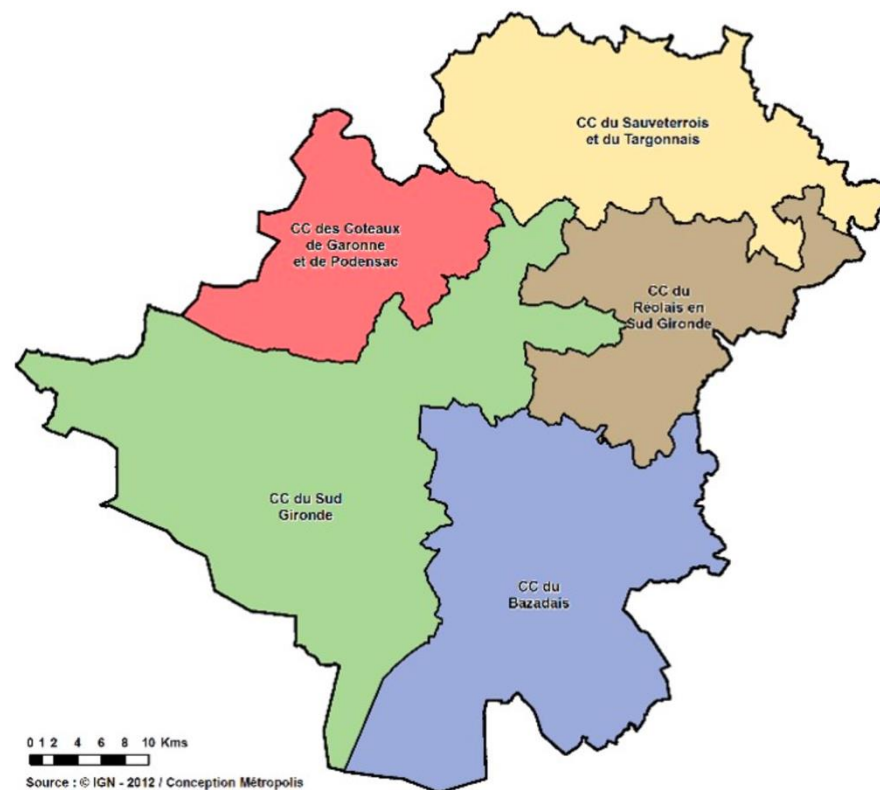 CC du Sauveterrois
et du Targonnais
CC des Coteaux
de Garonne
et de Podensac
CC du
Réolais en
Sud Gironde
CC du Sud
Gironde
CC du
Bazadais
0 1 2 4 6 8 10 Kms
Source : © IGN - 2012 / Conception Métropolis